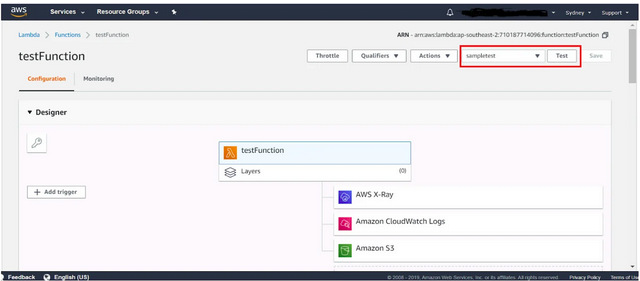 aws Services Resource Groups Sydney Support
Lambda > Functions > testFunction ARN - arn:aws:lambda:ap-southeast-2:710187714096:function:testFunction
testFunction Throttle Qualifiers Actions sampletest Test Save
Configuration Monitoring
Designer
testFunction
Layers (0)
+ Add trigger
AWS X-Ray
Amazon CloudWatch Logs
Amazon S3
Feedback English (US) © 2008 - 2019, Amazon Web Services, Inc. or its affiliates. All rights reserved. Privacy Policy Terms of Us